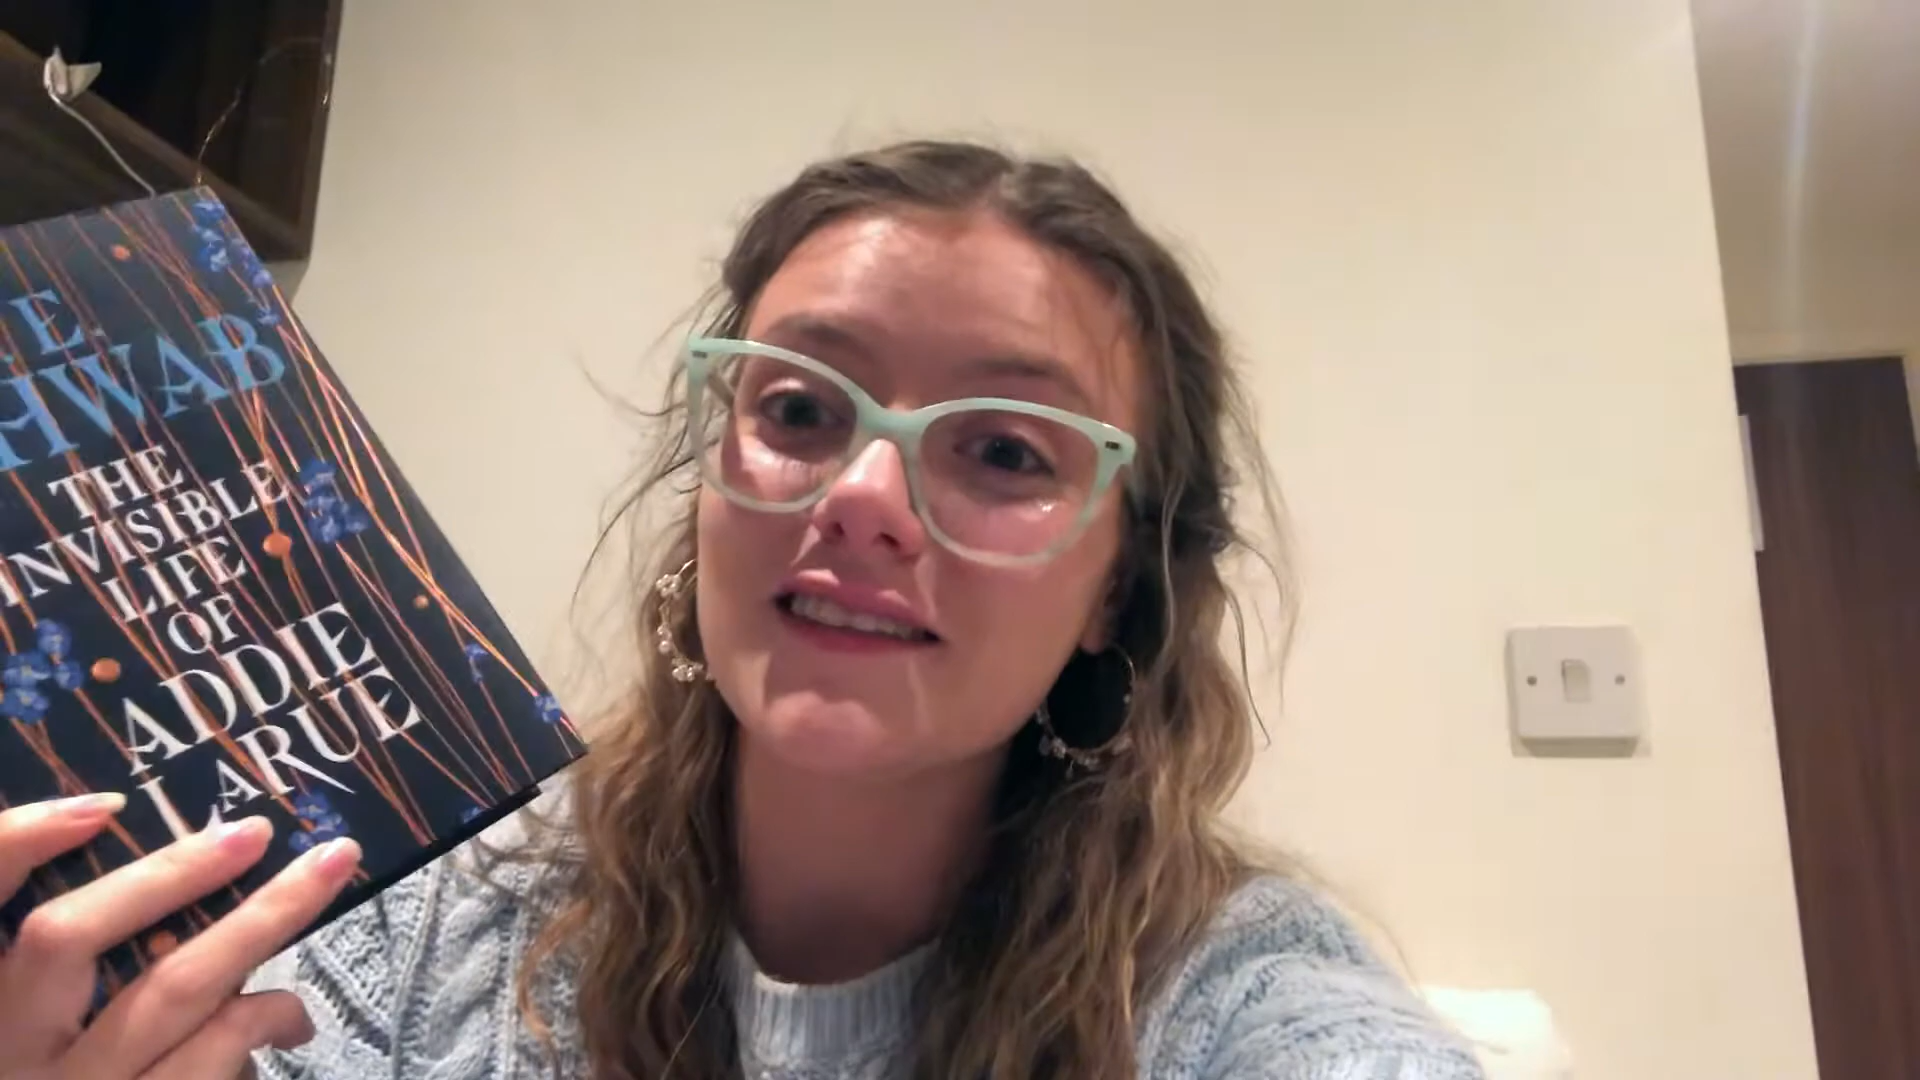 . E.
HWAB
THE
INVISIBLE
LIFE
OF
ADDIE
LARUE